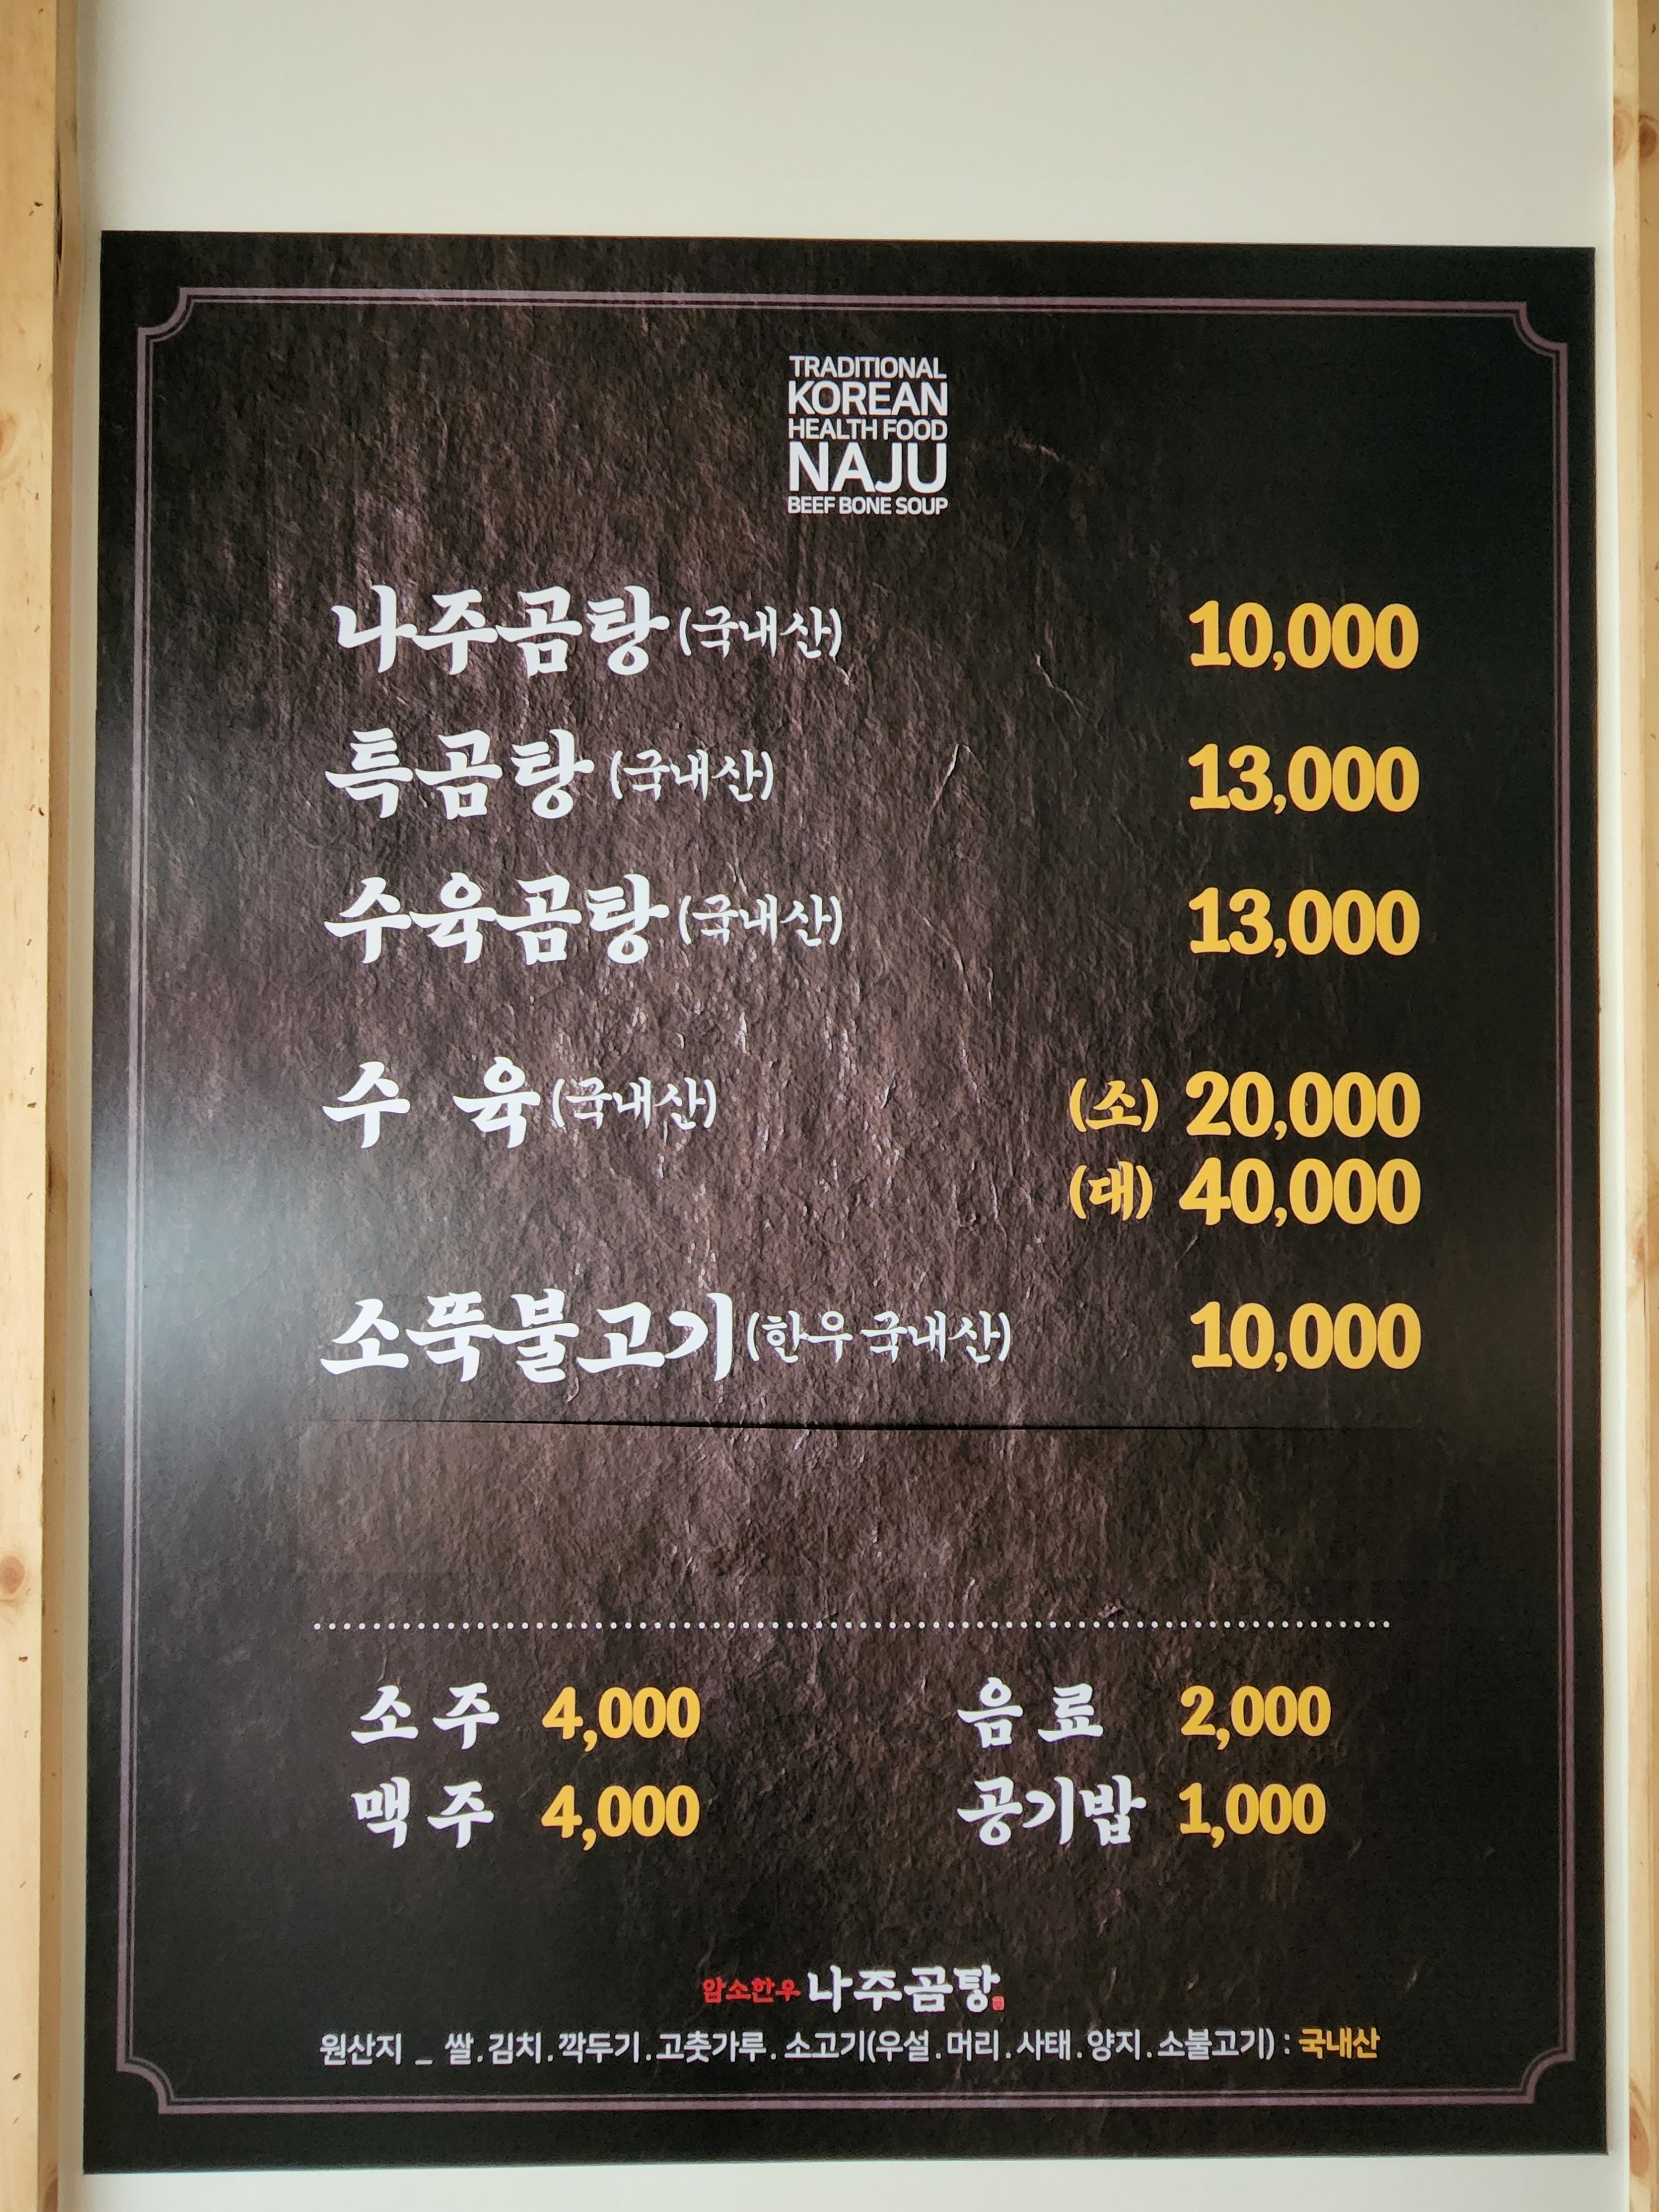 TRADITIONAL
KOREAN
HEALTH FOOD
NAJU
BEEF BONE SOUP
나주곰탕(국내산) 10,000
특곰탕(국내산) 13,000
수육곰탕(국내산) 13,000
수 육(국내산) (소) 20,000
(대) 40,000
소뚝불고기(한우 국내산) 10,000
소주 4,000 음료 2,000
맥주 4,000 공기밥 1,000
암소한우 나주곰탕
원산지 _ 쌀.김치.깍두기.고춧가루.소고기(우설.머리.사태.양지.소불고기) : 국내산